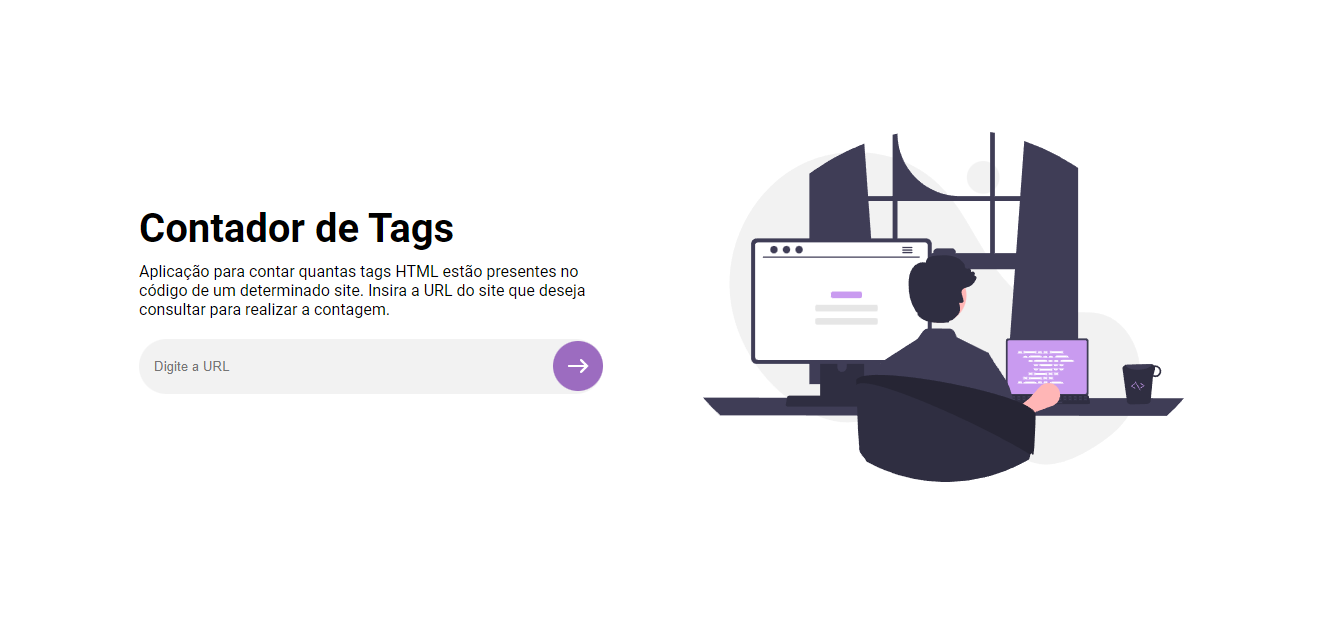 Contador de Tags
Aplicação para contar quantas tags HTML estão presentes no
código de um determinado site. Insira a URL do site que deseja
consultar para realizar a contagem.
Digite a URL
<\>